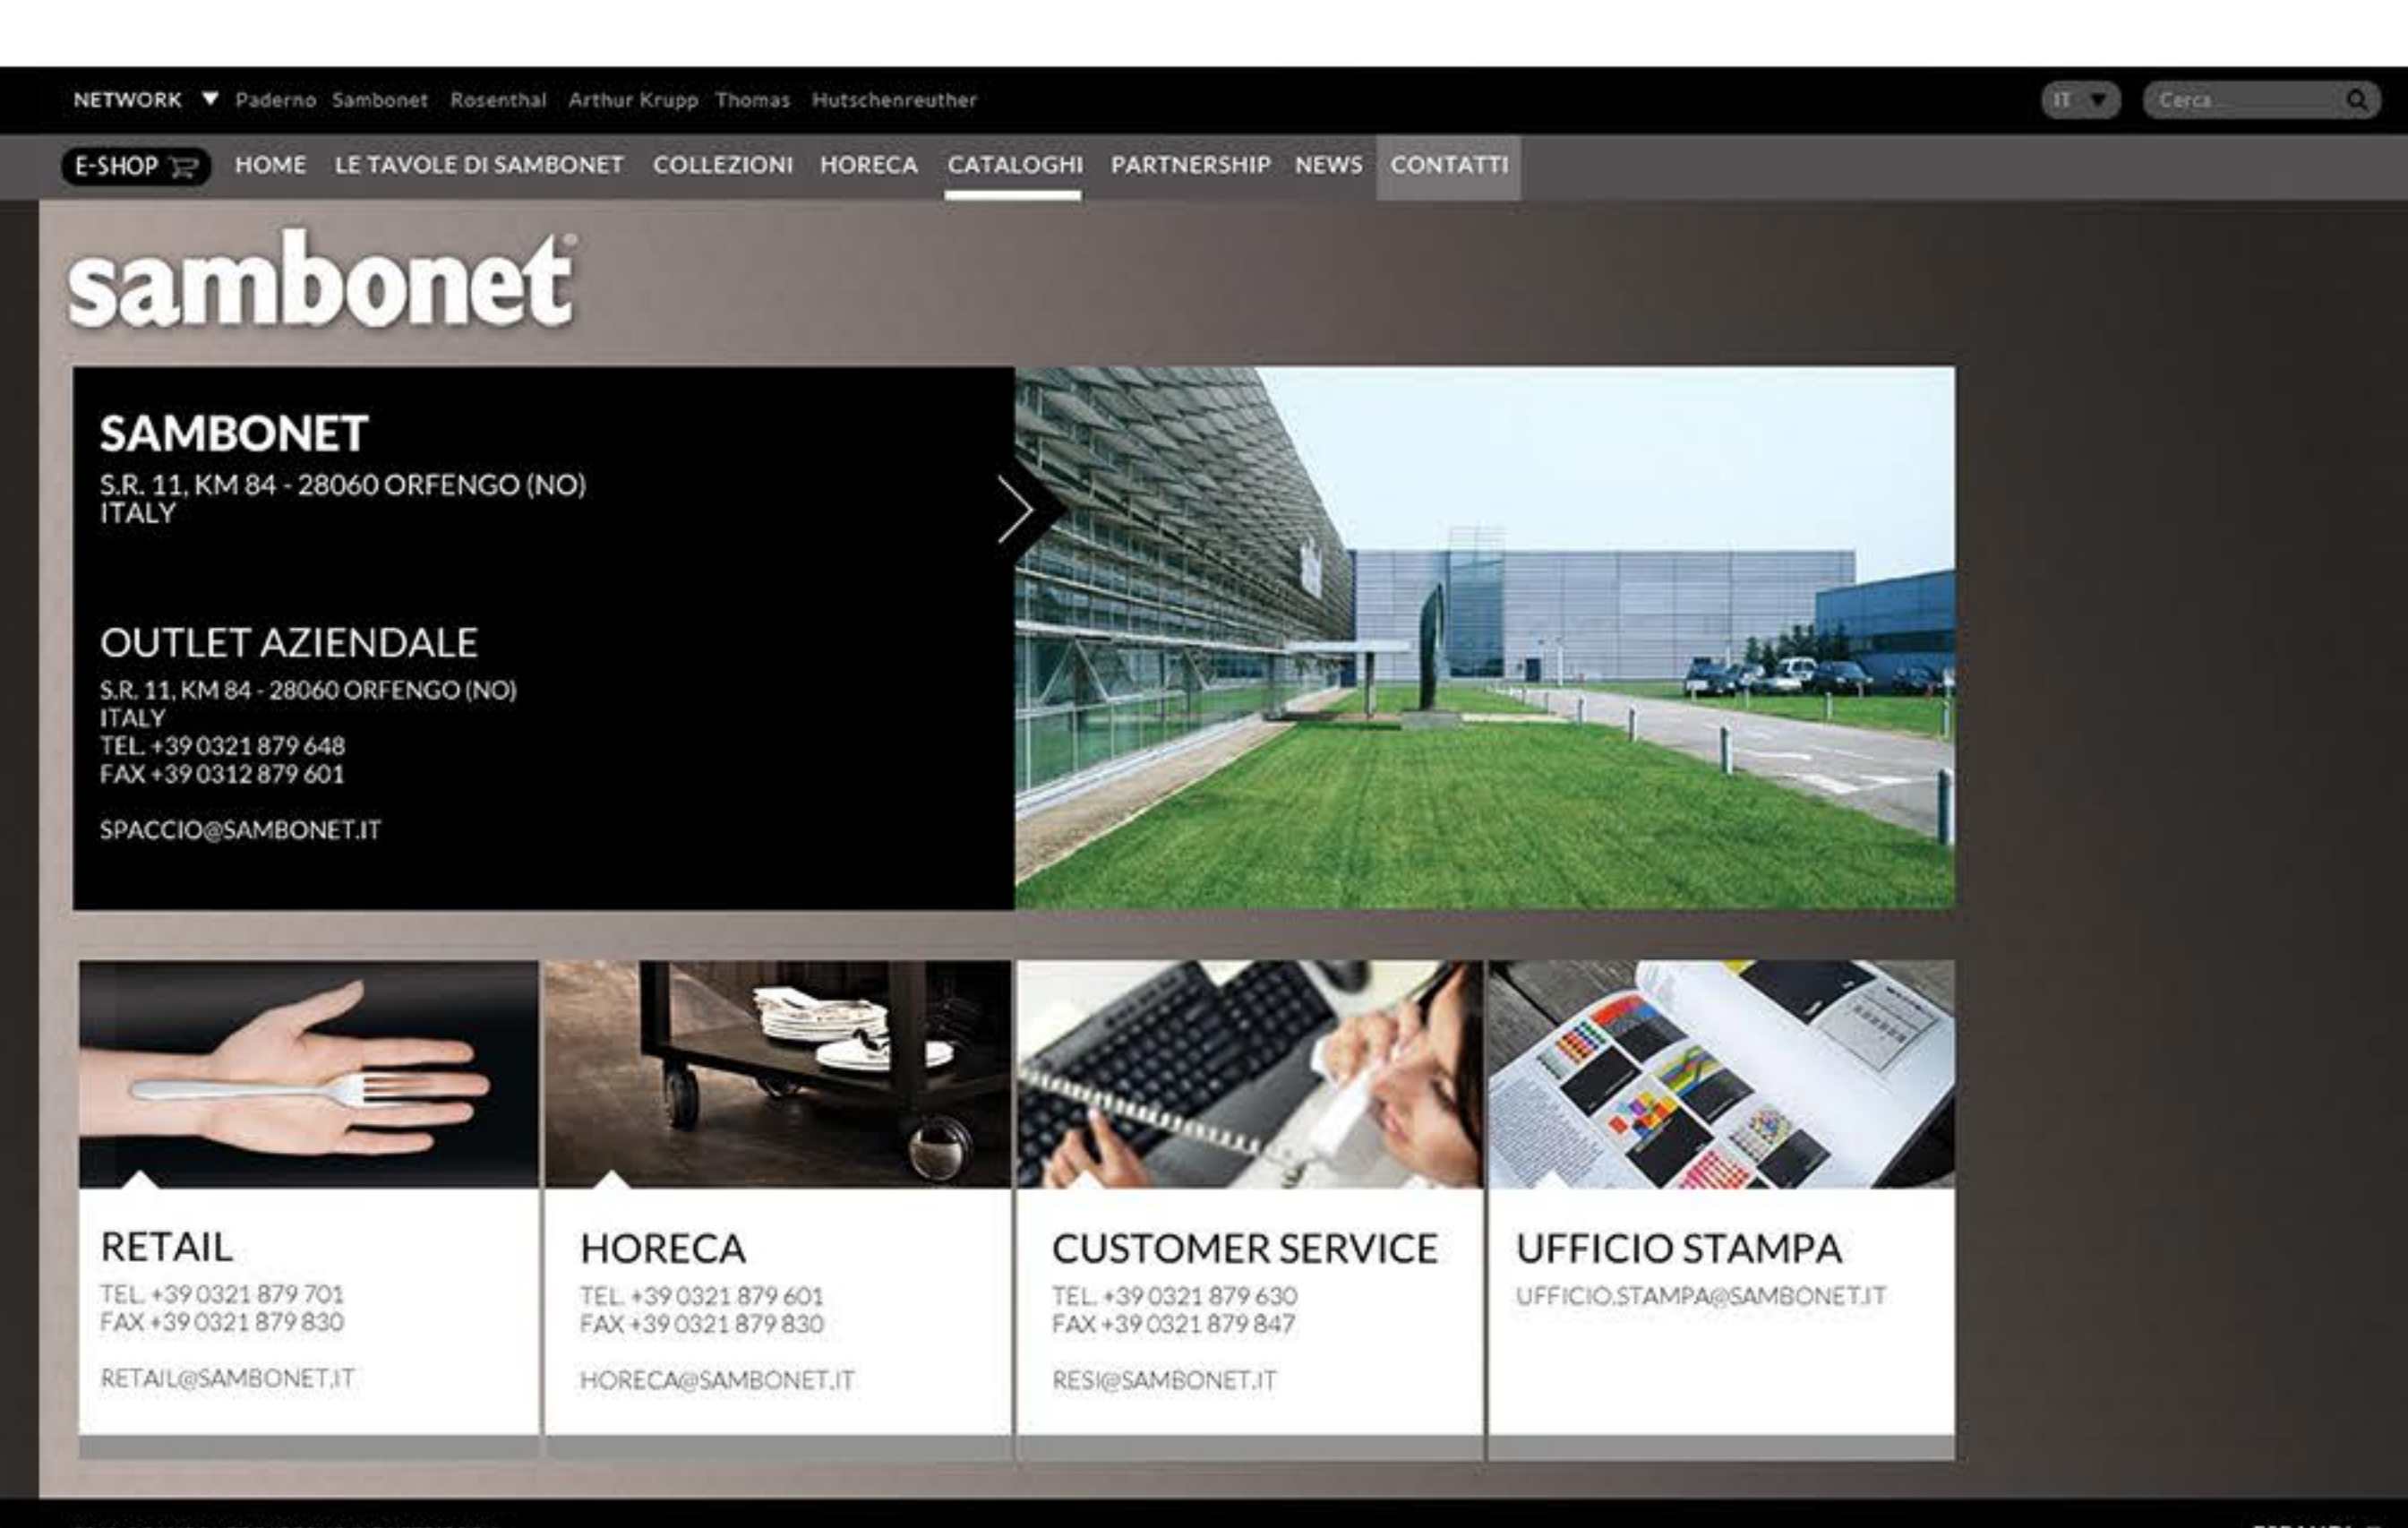 NETWORK ▼ Paderno Sambonet Rosenthal Arthur Krupp Thomas Hutschenreuther
IT ▼ Cerca...
E-SHOP HOME LE TAVOLE DI SAMBONET COLLEZIONI HORECA CATALOGHI PARTNERSHIP NEWS CONTATTI
sambonet®
SAMBONET
S.R. 11, KM 84 - 28060 ORFENGO (NO)
ITALY
OUTLET AZIENDALE
S.R. 11, KM 84 - 28060 ORFENGO (NO)
ITALY
TEL. +39 0321 879 648
FAX +39 0312 879 601
SPACCIO@SAMBONET.IT
RETAIL
TEL. +39 0321 879 701
FAX +39 0321 879 830
RETAIL@SAMBONET.IT
HORECA
TEL. +39 0321 879 601
FAX +39 0321 879 830
HORECA@SAMBONET.IT
CUSTOMER SERVICE
TEL. +39 0321 879 630
FAX +39 0321 879 847
RESI@SAMBONET.IT
UFFICIO STAMPA
UFFICIO.STAMPA@SAMBONET.IT